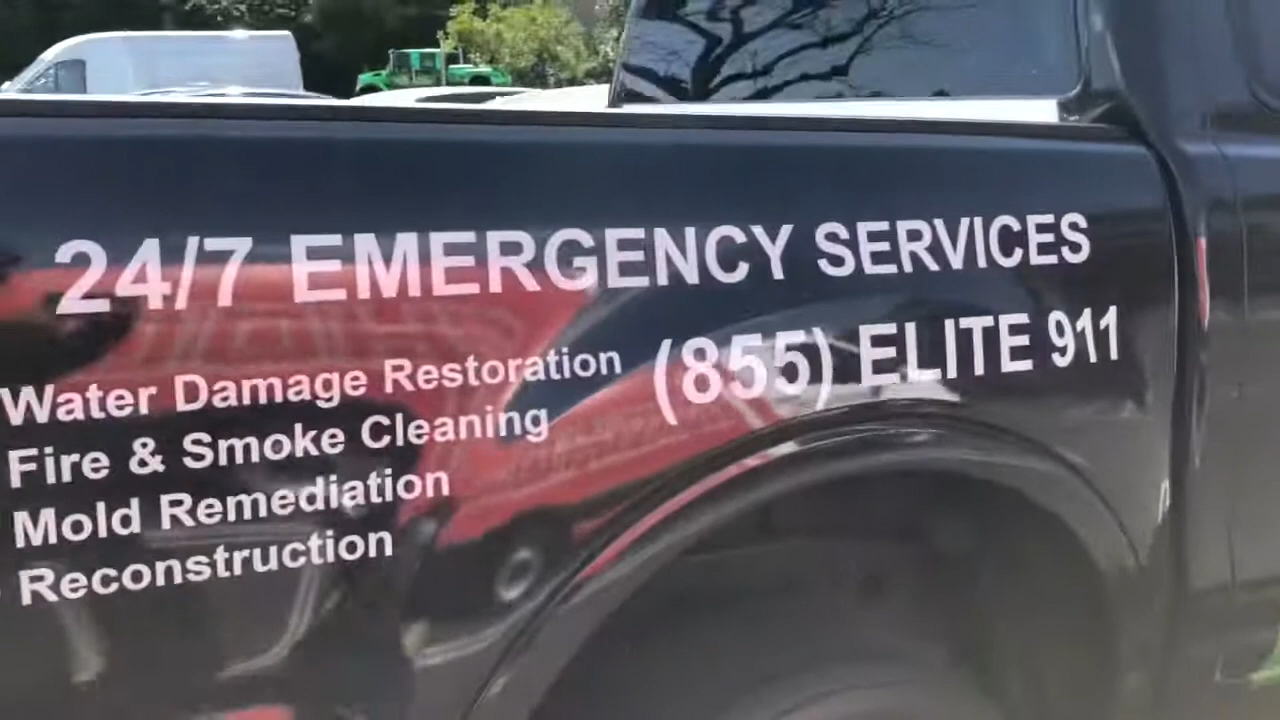 24/7 EMERGENCY SERVICES
(855) ELITE 911
Water Damage Restoration
Fire & Smoke Cleaning
Mold Remediation
Reconstruction